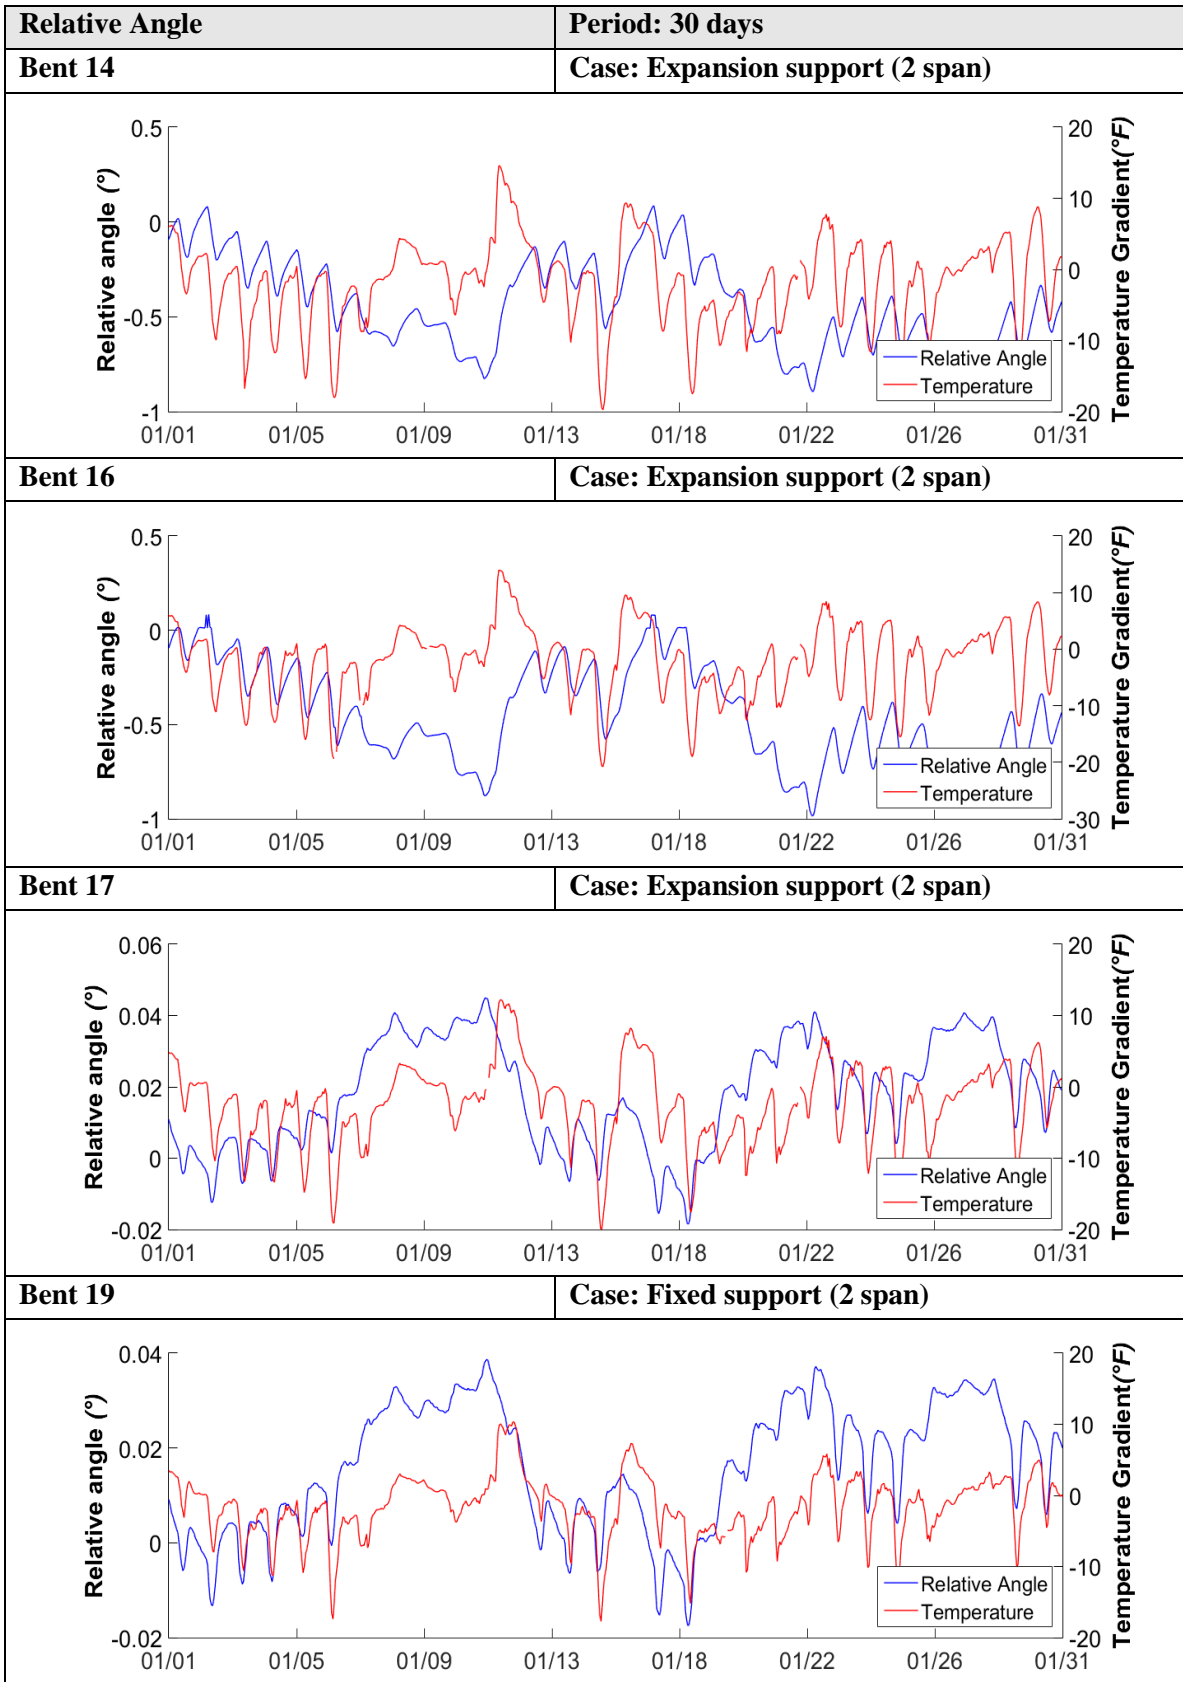 Relative Angle Period: 30 days
Bent 14 Case: Expansion support (2 span)
0.5 20
10
0 0
-0.5 -10
-1 -20
Relative angle (°)
Temperature Gradient(°F)
Relative Angle
Temperature
01/01 01/05 01/09 01/13 01/18 01/22 01/26 01/31
Bent 16 Case: Expansion support (2 span)
0.5 20
10
0 0
-0.5 -10
-20
-1 -30
Relative angle (°)
Temperature Gradient(°F)
Relative Angle
Temperature
01/01 01/05 01/09 01/13 01/18 01/22 01/26 01/31
Bent 17 Case: Expansion support (2 span)
0.06 20
0.04 10
0.02 0
0 -10
-0.02 -20
Relative angle (°)
Temperature Gradient(°F)
Relative Angle
Temperature
01/01 01/05 01/09 01/13 01/18 01/22 01/26 01/31
Bent 19 Case: Fixed support (2 span)
0.04 20
10
0.02 0
0 -10
-0.02 -20
Relative angle (°)
Temperature Gradient(°F)
Relative Angle
Temperature
01/01 01/05 01/09 01/13 01/18 01/22 01/26 01/31